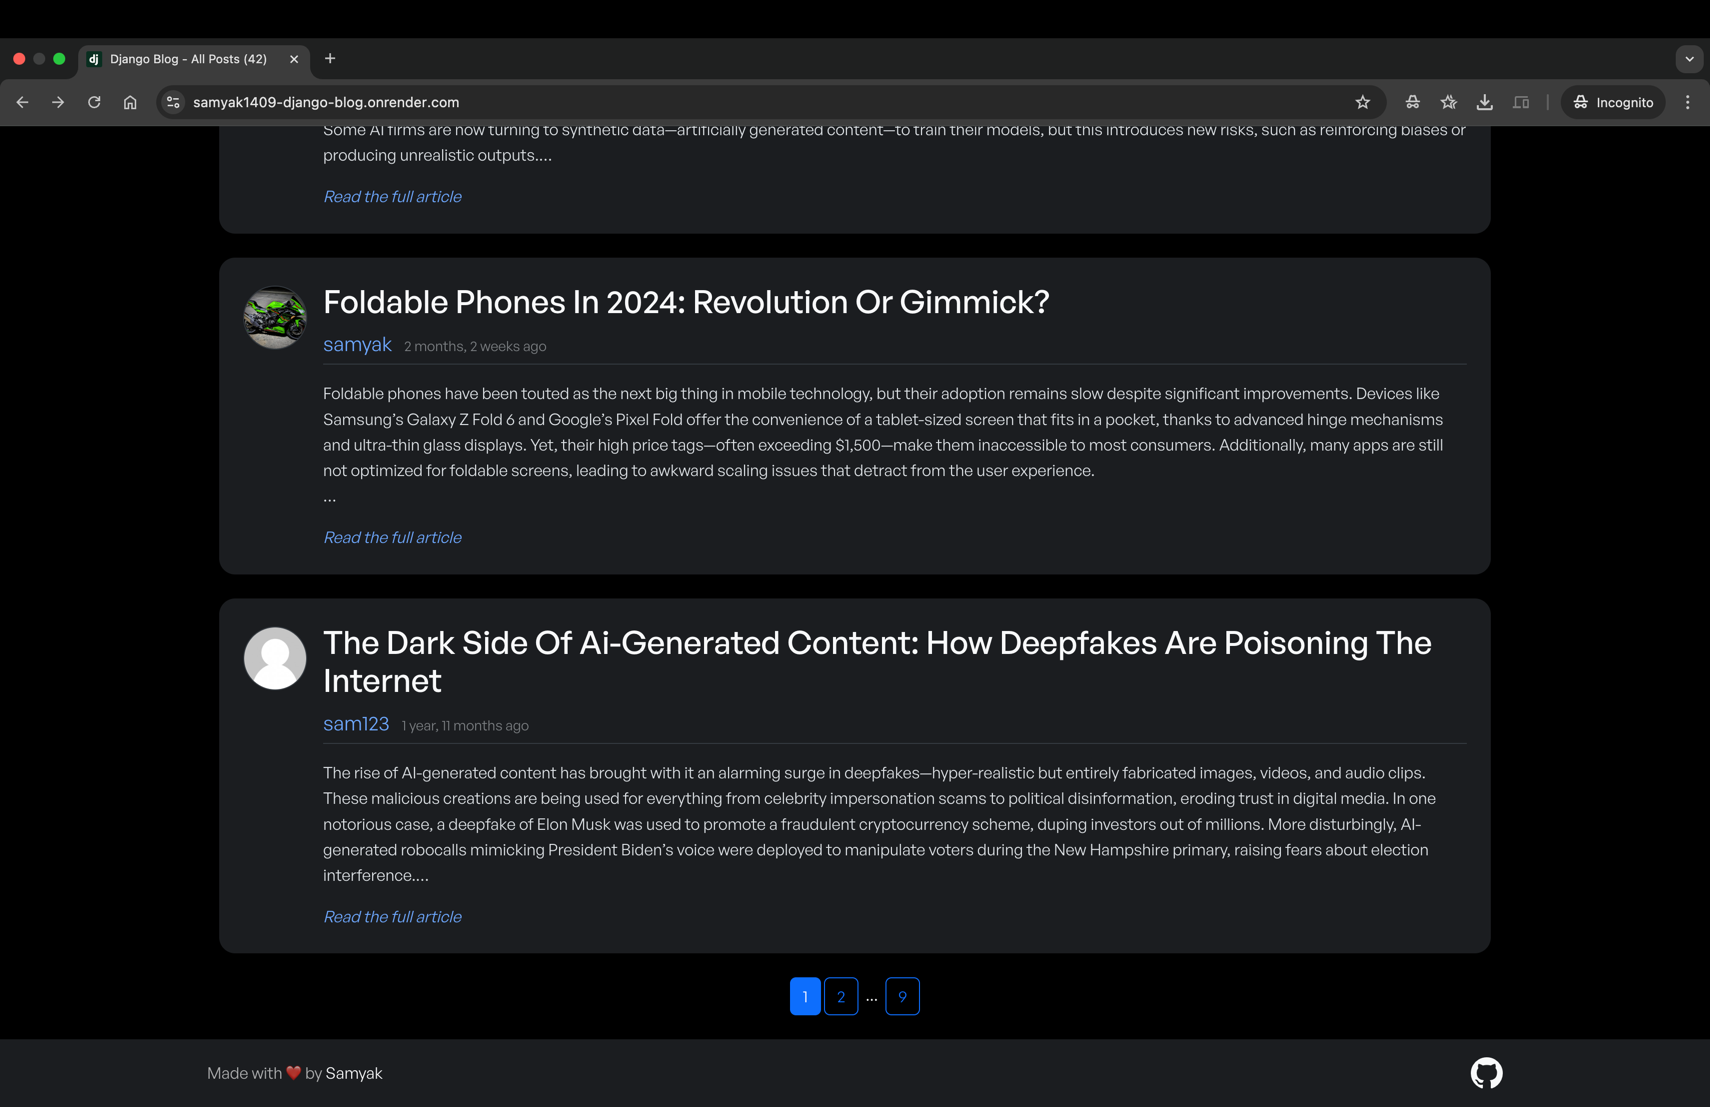 dj Django Blog - All Posts (42)
samyak1409-django-blog.onrender.com
Incognito
Some AI firms are now turning to synthetic data—artificially generated content—to train their models, but this introduces new risks, such as reinforcing biases or
producing unrealistic outputs....
Read the full article
Foldable Phones In 2024: Revolution Or Gimmick?
samyak 2 months, 2 weeks ago
Foldable phones have been touted as the next big thing in mobile technology, but their adoption remains slow despite significant improvements. Devices like
Samsung’s Galaxy Z Fold 6 and Google’s Pixel Fold offer the convenience of a tablet-sized screen that fits in a pocket, thanks to advanced hinge mechanisms
and ultra-thin glass displays. Yet, their high price tags—often exceeding $1,500—make them inaccessible to most consumers. Additionally, many apps are still
not optimized for foldable screens, leading to awkward scaling issues that detract from the user experience.
...
Read the full article
The Dark Side Of Ai-Generated Content: How Deepfakes Are Poisoning The
Internet
sam123 1 year, 11 months ago
The rise of AI-generated content has brought with it an alarming surge in deepfakes—hyper-realistic but entirely fabricated images, videos, and audio clips.
These malicious creations are being used for everything from celebrity impersonation scams to political disinformation, eroding trust in digital media. In one
notorious case, a deepfake of Elon Musk was used to promote a fraudulent cryptocurrency scheme, duping investors out of millions. More disturbingly, AI-
generated robocalls mimicking President Biden’s voice were deployed to manipulate voters during the New Hampshire primary, raising fears about election
interference....
Read the full article
1 2 ... 9
Made with ❤️ by Samyak